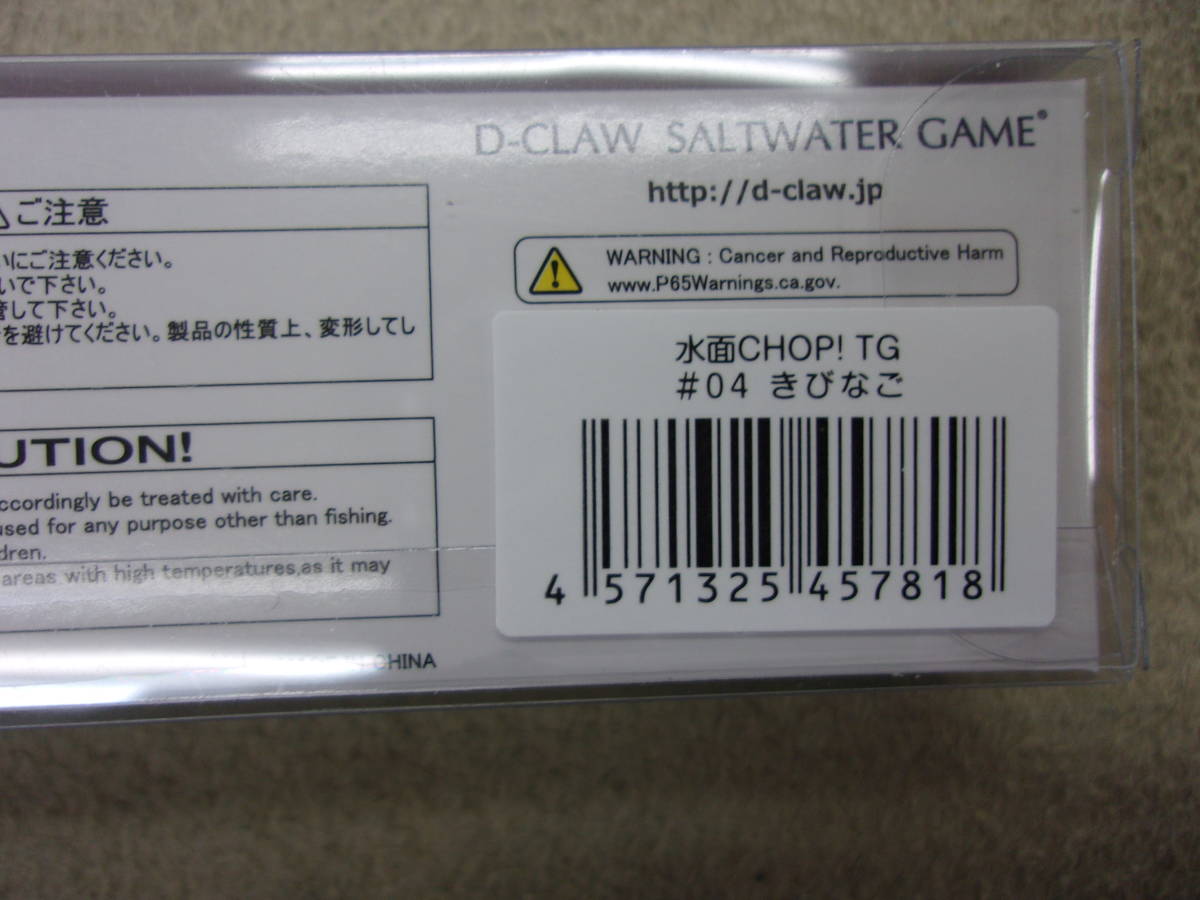 D-CLAW SALTWATER GAME®
http://d-claw.jp
WARNING : Cancer and Reproductive Harm
www.P65Warnings.ca.gov.
水面CHOP! TG
#04 きびなご
4 571325 457818
ご注意
にご注意ください。
いで下さい。
管して下さい。
を避けてください。製品の性質上、変形してし
UTION!
ccordingly be treated with care.
used for any purpose other than fishing.
dren.
areas with high temperatures,as it may
CHINA